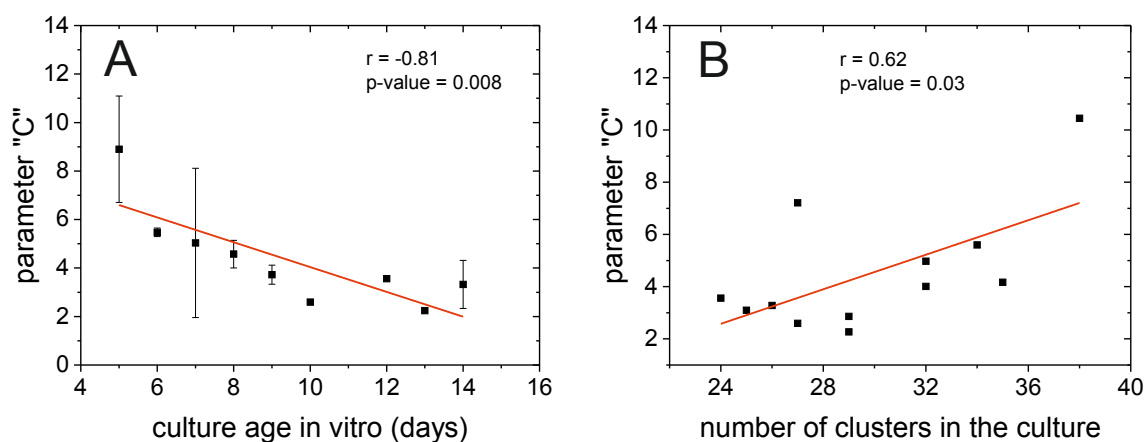 A
r = -0.81
p-value = 0.008
parameter "C"
14
12
10
8
6
4
2
0
4
6
8
10
12
14
16
culture age in vitro (days)
B
r = 0.62
p-value = 0.03
parameter "C"
14
12
10
8
6
4
2
24
28
32
36
40
number of clusters in the culture